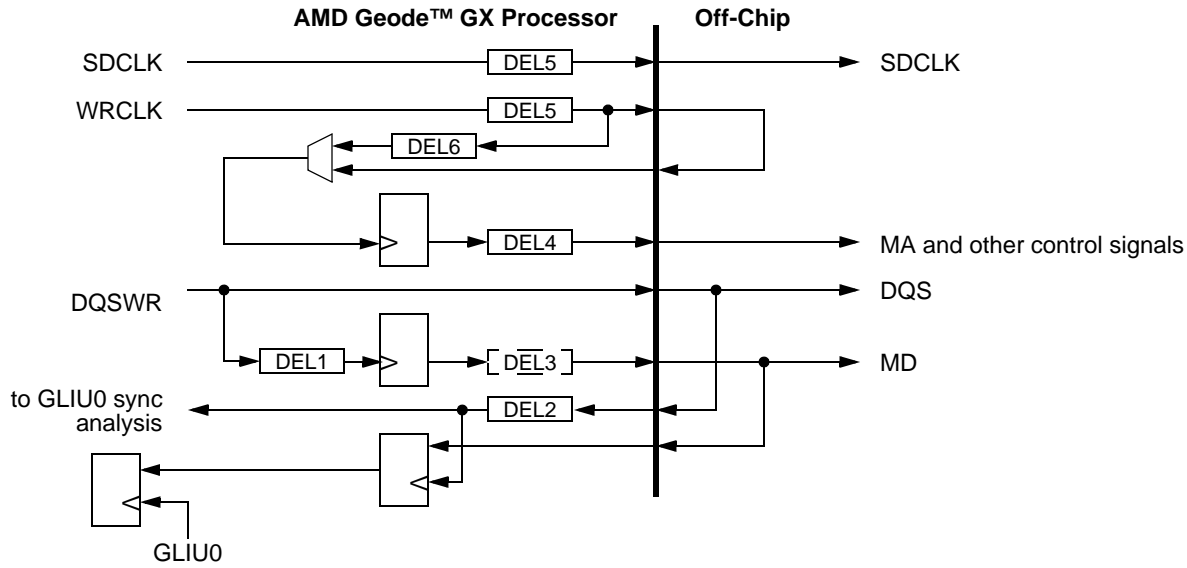 AMD Geode™ GX Processor
Off-Chip
SDCLK
DEL5
SDCLK
WRCLK
DEL5
DEL6
DEL4
MA and other control signals
DQSWR
DQS
DEL1
DEL3
MD
to GLIU0 sync
analysis
DEL2
GLIU0